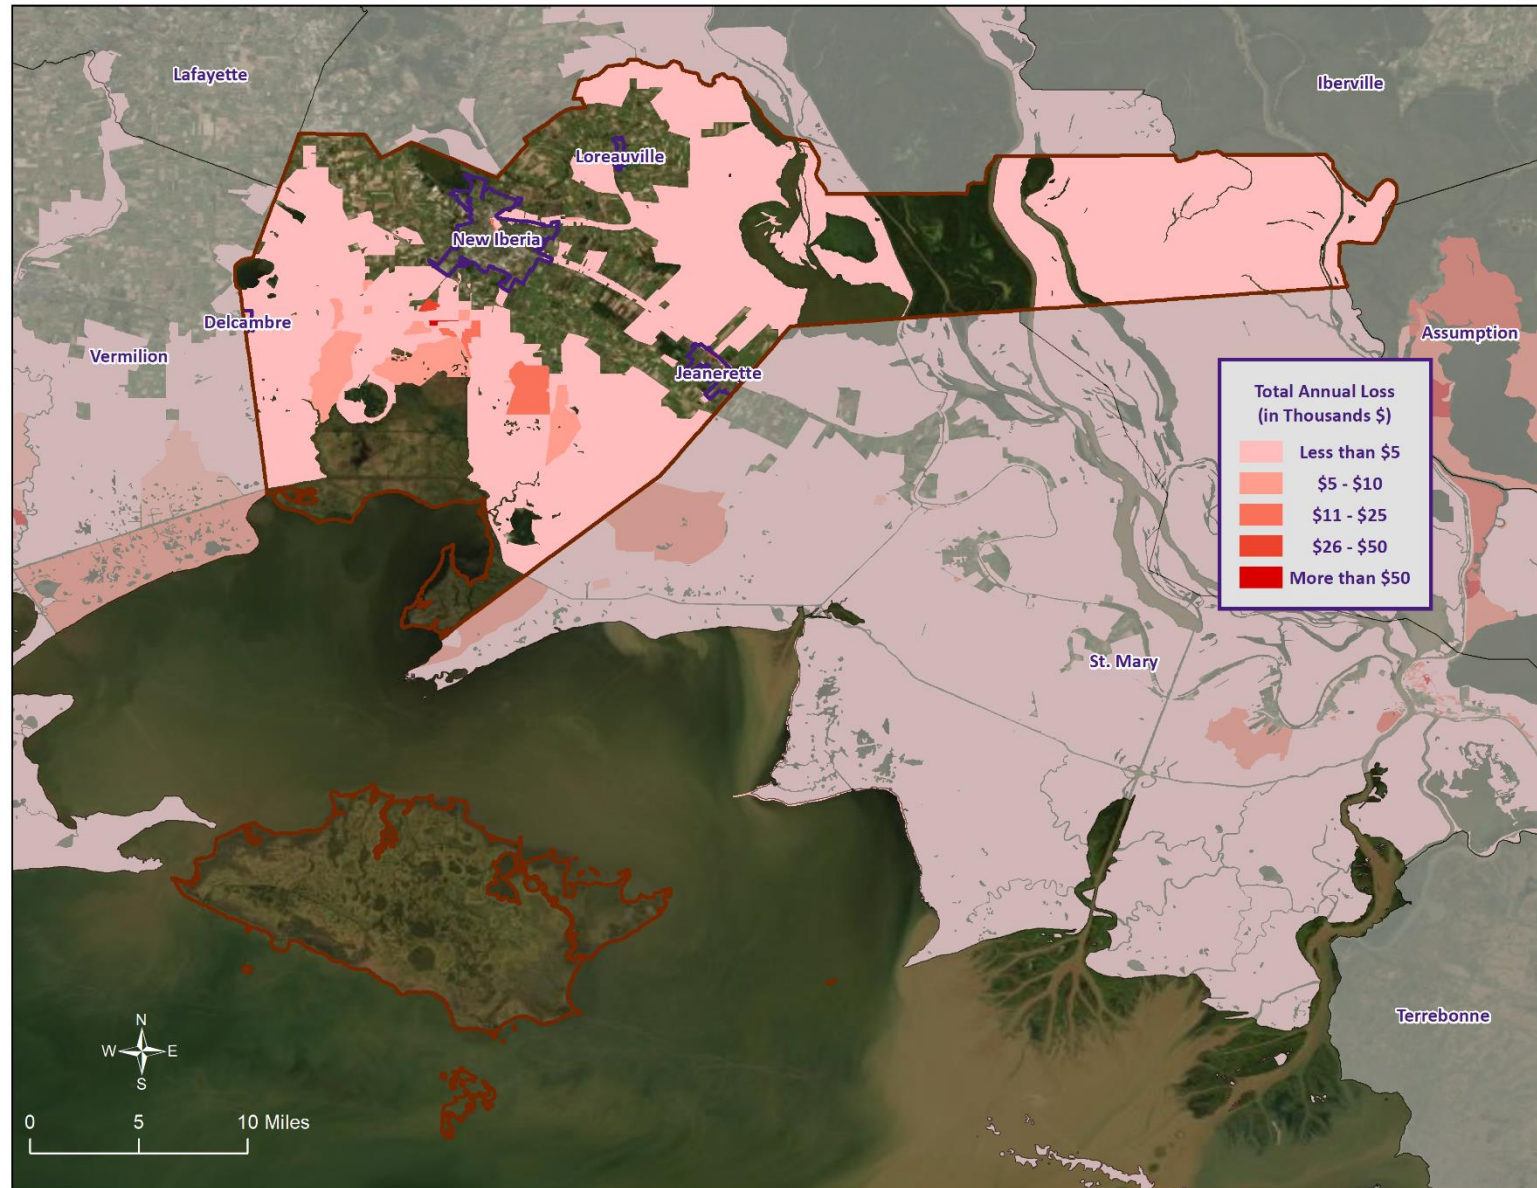 Lafayette
Iberville
Loreauville
New Iberia
Delcambre
Vermilion
Jeanerette
Assumption
Total Annual Loss
(in Thousands $)
Less than $5
$5 - $10
$11 - $25
$26 - $50
More than $50
St. Mary
Terrebonne
N
W E
S
0 5 10 Miles